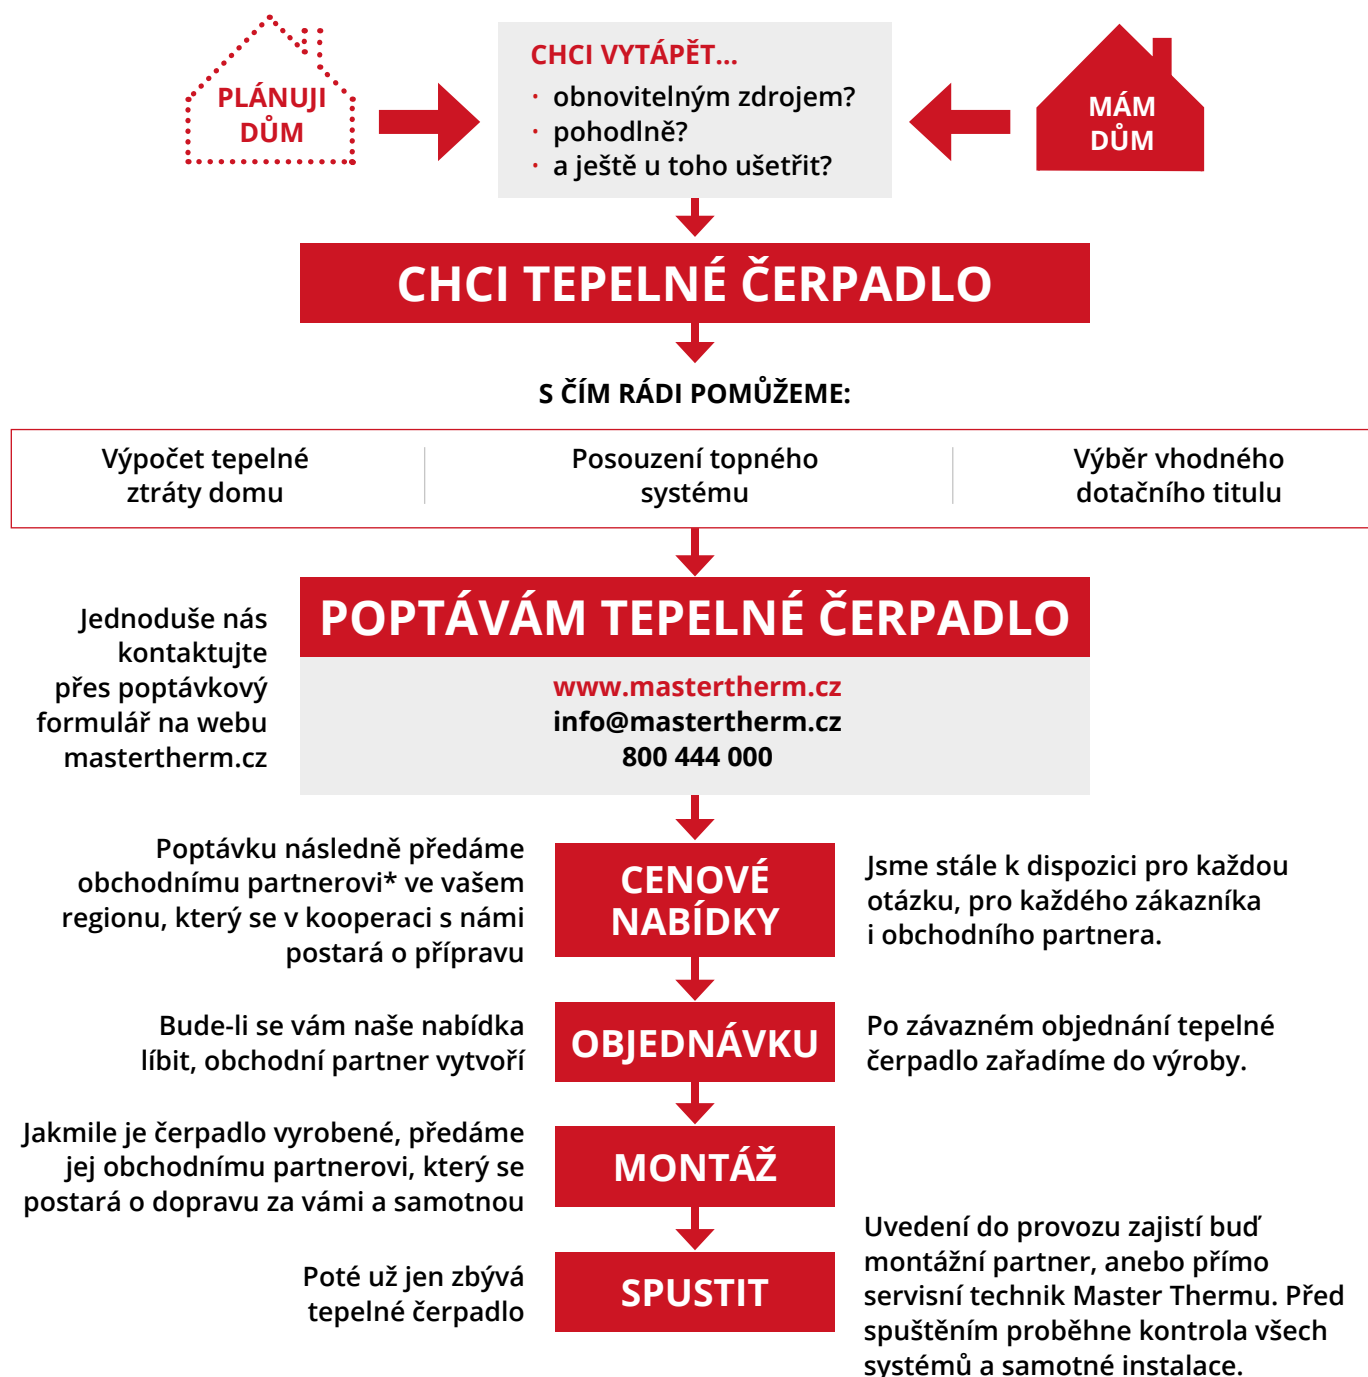 PLÁNUJI
DŮM
CHCI VYTÁPĚT...
· obnovitelným zdrojem?
· pohodlně?
· a ještě u toho ušetřit?
MÁM
DŮM
CHCI TEPELNÉ ČERPADLO
S ČÍM RÁDI POMŮŽEME:
Výpočet tepelné
ztráty domu
Posouzení topného
systému
Výběr vhodného
dotačního titulu
Jednoduše nás
kontaktujte
přes poptávkový
formulář na webu
mastertherm.cz
POPTÁVÁM TEPELNÉ ČERPADLO
www.mastertherm.cz
info@mastertherm.cz
800 444 000
Poptávku následně předáme
obchodnímu partnerovi* ve vašem
regionu, který se v kooperaci s námi
postará o přípravu
CENOVÉ
NABÍDKY
Jsme stále k dispozici pro každou
otázku, pro každého zákazníka
i obchodního partnera.
Bude-li se vám naše nabídka
líbit, obchodní partner vytvoří
OBJEDNÁVKU
Po závazném objednání tepelné
čerpadlo zařadíme do výroby.
Jakmile je čerpadlo vyrobené, předáme
jej obchodnímu partnerovi, který se
postará o dopravu za vámi a samotnou
MONTÁŽ
Poté už jen zbývá
tepelné čerpadlo
SPUSTIT
Uvedení do provozu zajistí buď
montážní partner, anebo přímo
servisní technik Master Thermu. Před
spuštěním proběhne kontrola všech
systémů a samotné instalace.